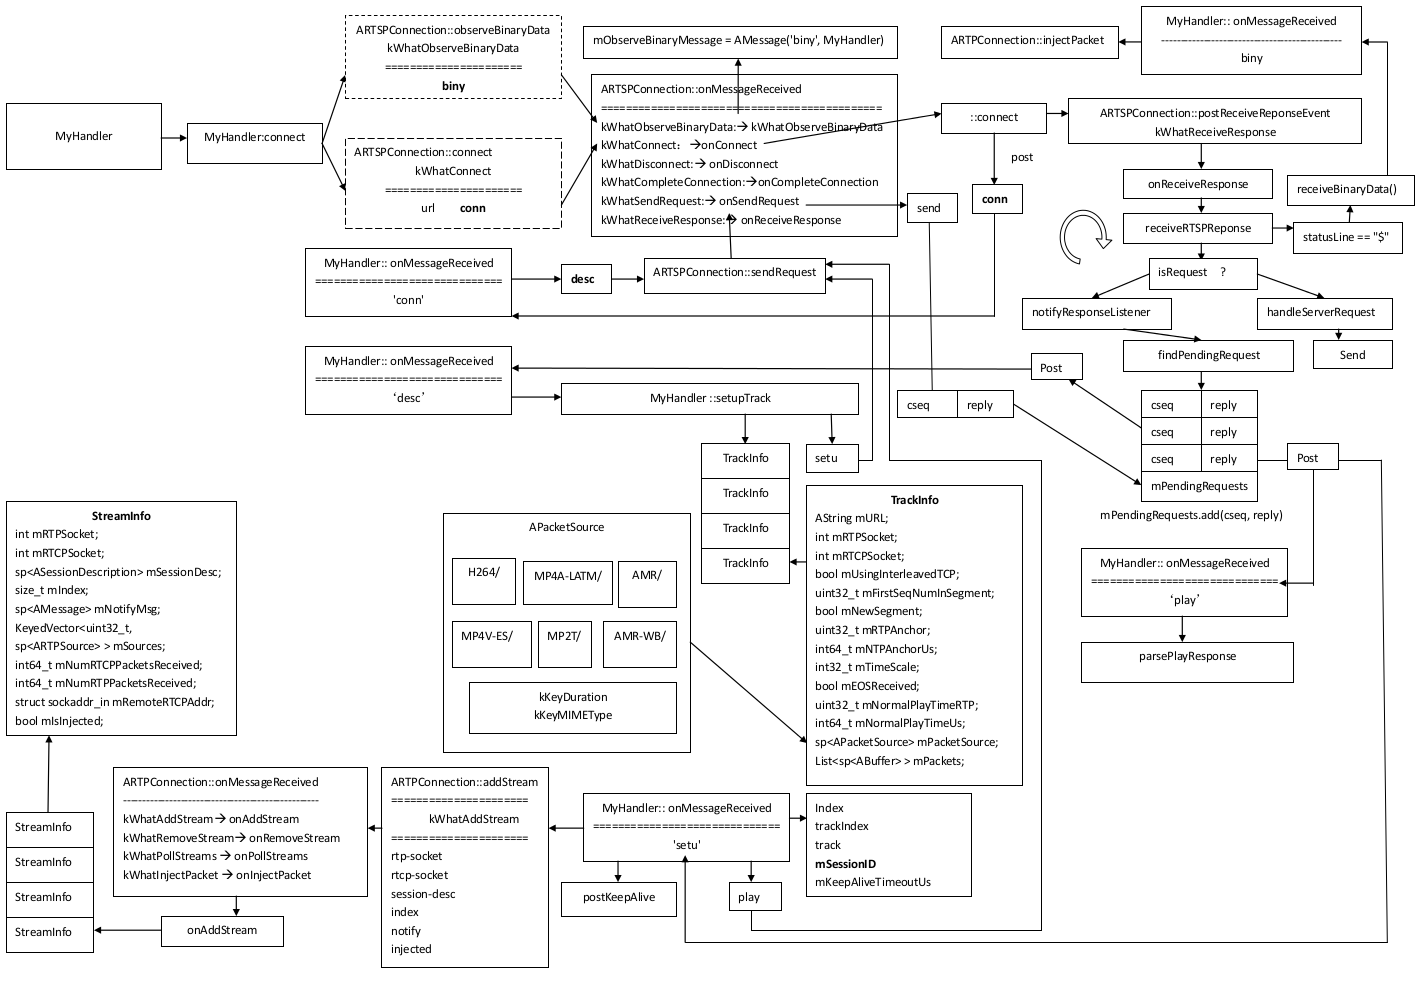 MyHandler
MyHandler:connect
ARTSPConnection::observeBinaryData
kWhatObserveBinaryData
======================
biny
ARTSPConnection::connect
kWhatConnect
======================
url conn
mObserveBinaryMessage = AMessage('biny', MyHandler)
ARTSPConnection::onMessageReceived
=============================================
kWhatObserveBinaryData:→ kWhatObserveBinaryData
kWhatConnect: →onConnect
kWhatDisconnect:→ onDisconnect
kWhatCompleteConnection:→onCompleteConnection
kWhatSendRequest:→ onSendRequest
kWhatReceiveResponse:→ onReceiveResponse
ARTPConnection::injectPacket
MyHandler:: onMessageReceived
--------------------------------------------------
biny
::connect
post
conn
send
ARTSPConnection::postReceiveReponseEvent
kWhatReceiveResponse
onReceiveResponse
receiveRTSPReponse
receiveBinaryData()
statusLine == "$"
isRequest ?
notifyResponseListener
handleServerRequest
findPendingRequest
Send
MyHandler:: onMessageReceived
==============================
'conn'
desc
ARTSPConnection::sendRequest
MyHandler:: onMessageReceived
==============================
‘desc’
MyHandler ::setupTrack
Post
cseq reply
cseq reply
cseq reply
cseq reply
mPendingRequests
mPendingRequests.add(cseq, reply)
Post
TrackInfo
TrackInfo
TrackInfo
TrackInfo
setu
TrackInfo
AString mURL;
int mRTPSocket;
int mRTCPSocket;
bool mUsingInterleavedTCP;
uint32_t mFirstSeqNumInSegment;
bool mNewSegment;
uint32_t mRTPAnchor;
int64_t mNTPAnchorUs;
int32_t mTimeScale;
bool mEOSReceived;
uint32_t mNormalPlayTimeRTP;
int64_t mNormalPlayTimeUs;
sp<APacketSource> mPacketSource;
List<sp<ABuffer> > mPackets;
MyHandler:: onMessageReceived
==============================
‘play’
parsePlayResponse
StreamInfo
int mRTPSocket;
int mRTCPSocket;
sp<ASessionDescription> mSessionDesc;
size_t mIndex;
sp<AMessage> mNotifyMsg;
KeyedVector<uint32_t,
sp<ARTPSource> > mSources;
int64_t mNumRTCPPacketsReceived;
int64_t mNumRTPPacketsReceived;
struct sockaddr_in mRemoteRTCPAddr;
bool mIsInjected;
APacketSource
H264/
MP4A-LATM/
AMR/
MP4V-ES/
MP2T/
AMR-WB/
kKeyDuration
kKeyMIMEType
StreamInfo
StreamInfo
StreamInfo
StreamInfo
ARTPConnection::onMessageReceived
------------------------------------------------------
kWhatAddStream→ onAddStream
kWhatRemoveStream→ onRemoveStream
kWhatPollStreams → onPollStreams
kWhatInjectPacket → onInjectPacket
onAddStream
ARTPConnection::addStream
======================
kWhatAddStream
======================
rtp-socket
rtcp-socket
session-desc
index
notify
injected
MyHandler:: onMessageReceived
==============================
'setu'
postKeepAlive
play
Index
trackIndex
track
mSessionID
mKeepAliveTimeoutUs